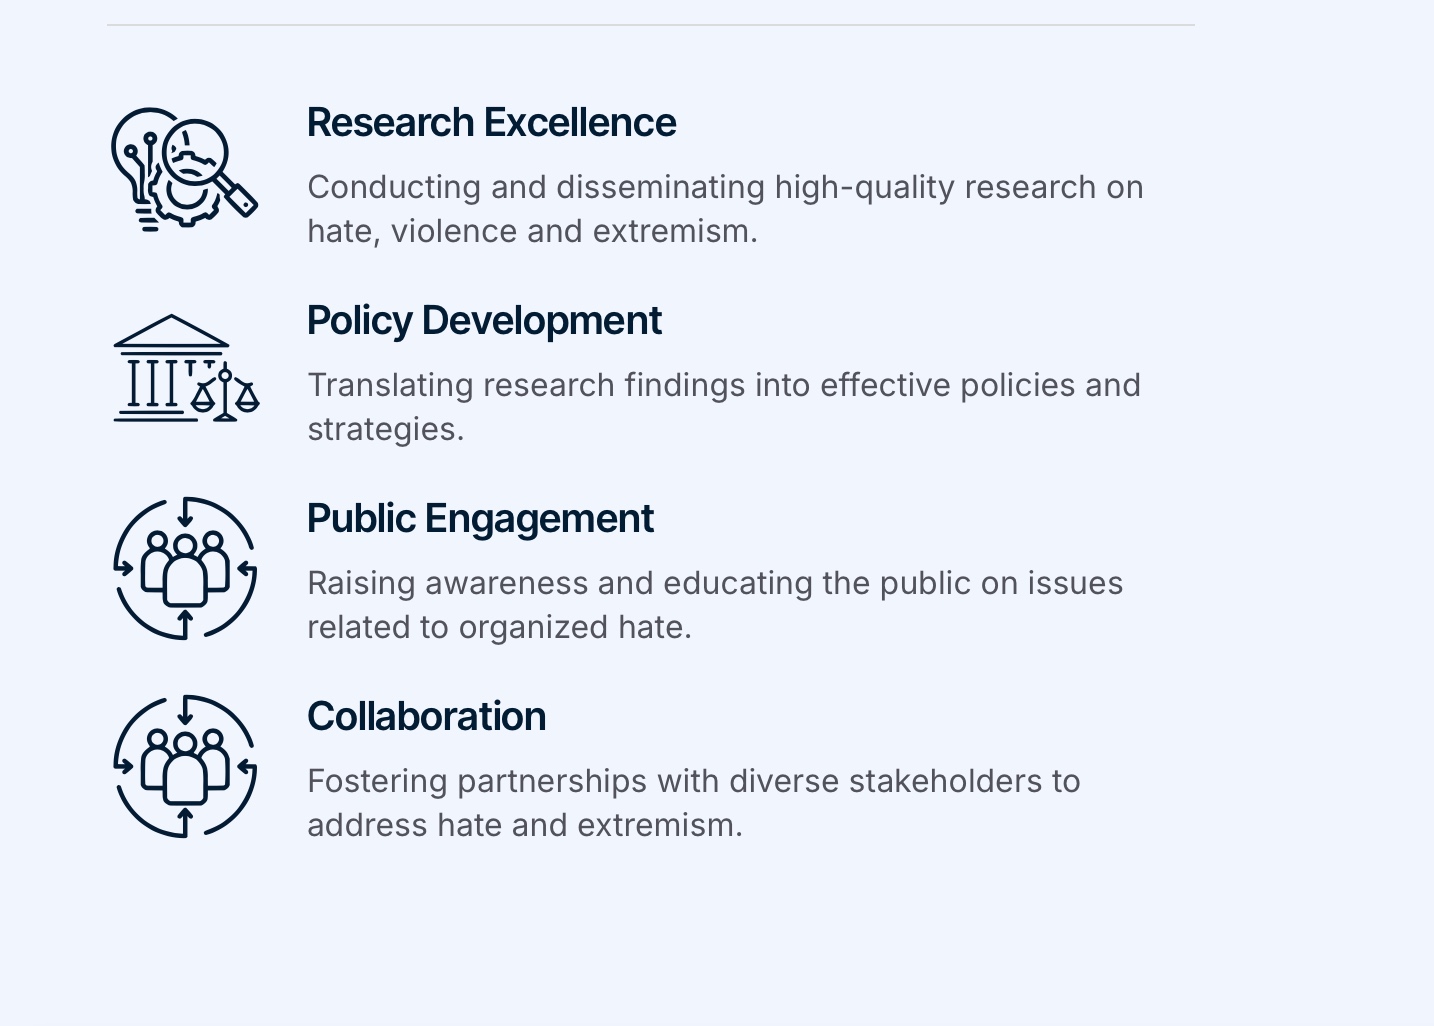 Research Excellence
Conducting and disseminating high-quality research on
hate, violence and extremism.
Policy Development
Translating research findings into effective policies and
strategies.
Public Engagement
Raising awareness and educating the public on issues
related to organized hate.
Collaboration
Fostering partnerships with diverse stakeholders to
address hate and extremism.